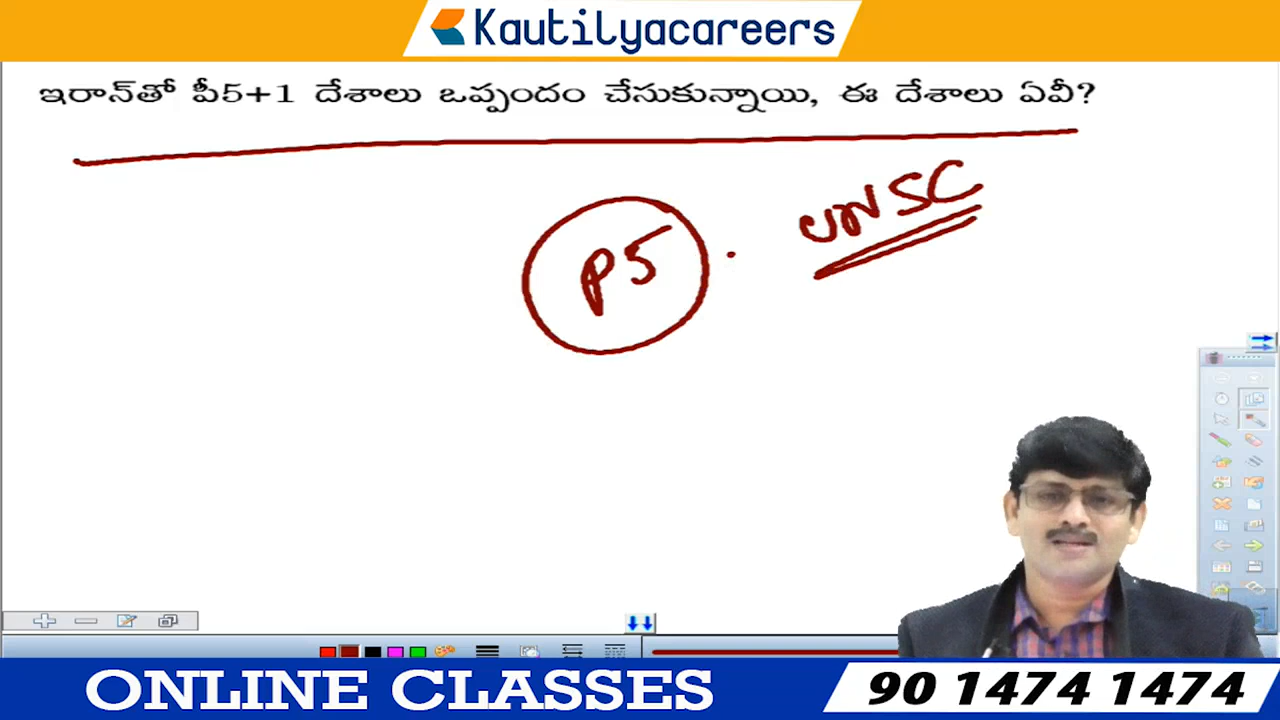 Kautilyacareers
ఇరాన్‌తో పీ5+1 దేశాలు ఒప్పందం చేసుకున్నాయి, ఈ దేశాలు ఏవీ?
UNSC
P5
ONLINE CLASSES
90 1474 1474